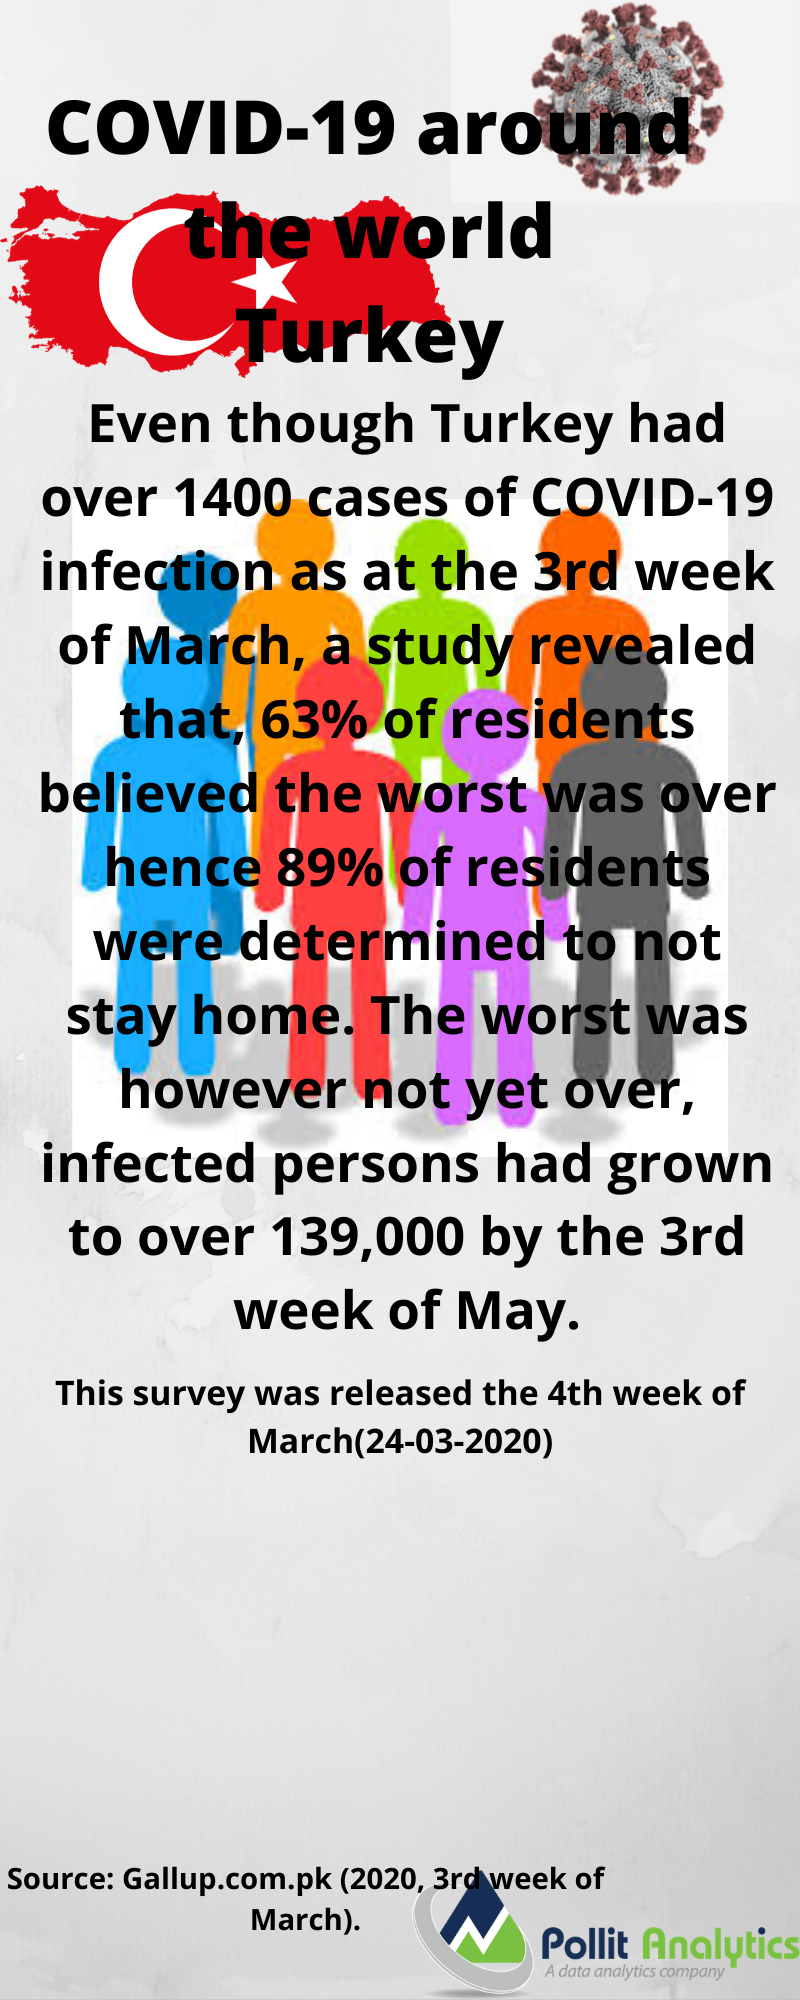 COVID-19 around
the world
Turkey
Even though Turkey had
over 1400 cases of COVID-19
infection as at the 3rd week
of March, a study revealed
that, 63% of residents
believed the worst was over
hence 89% of residents
were determined to not
stay home. The worst was
however not yet over,
infected persons had grown
to over 139,000 by the 3rd
week of May.
This survey was released the 4th week of
March(24-03-2020)
Source: Gallup.com.pk (2020, 3rd week of
March).
Pollit Analytics
A data analytics company